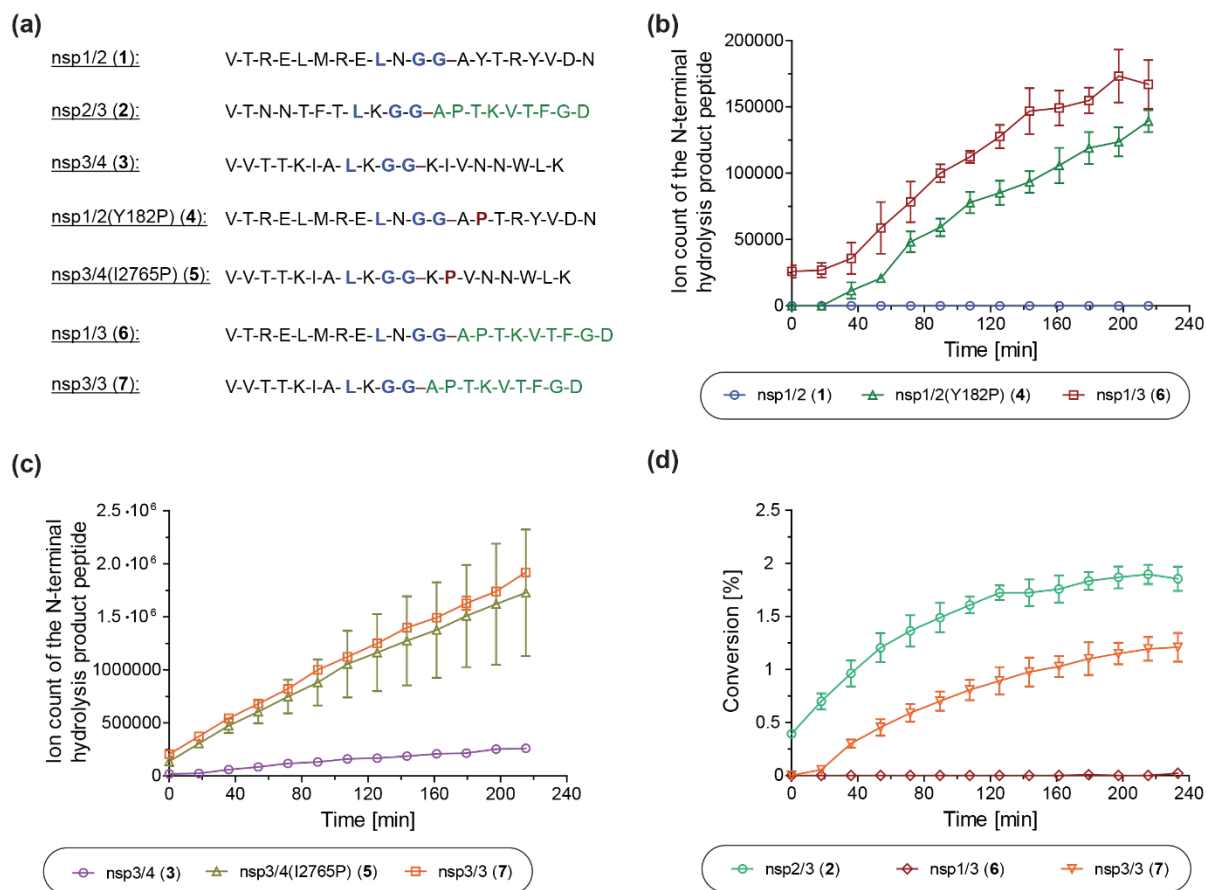 (a)
nsp1/2 (1): V-T-R-E-L-M-R-E-L-N-G-G-A-Y-T-R-Y-V-D-N
nsp2/3 (2): V-T-N-N-T-F-T-L-K-G-G-A-P-T-K-V-T-F-G-D
nsp3/4 (3): V-V-T-T-K-I-A-L-K-G-G-K-I-V-N-N-W-L-K
nsp1/2(Y182P) (4): V-T-R-E-L-M-R-E-L-N-G-G-A-P-T-R-Y-V-D-N
nsp3/4(I2765P) (5): V-V-T-T-K-I-A-L-K-G-G-K-P-V-N-N-W-L-K
nsp1/3 (6): V-T-R-E-L-M-R-E-L-N-G-G-A-P-T-K-V-T-F-G-D
nsp3/3 (7): V-V-T-T-K-I-A-L-K-G-G-A-P-T-K-V-T-F-G-D
(b)
Ion count of the N-terminal
hydrolysis product peptide
200000
150000
100000
50000
0
0 40 80 120 160 200 240
Time [min]
nsp1/2 (1) nsp1/2(Y182P) (4) nsp1/3 (6)
(c)
Ion count of the N-terminal
hydrolysis product peptide
2.5·10⁶
2.0·10⁶
1.5·10⁶
1000000
500000
0
0 40 80 120 160 200 240
Time [min]
nsp3/4 (3) nsp3/4(I2765P) (5) nsp3/3 (7)
(d)
Conversion [%]
2.5
2
1.5
1
0.5
0
0 40 80 120 160 200 240
Time [min]
nsp2/3 (2) nsp1/3 (6) nsp3/3 (7)